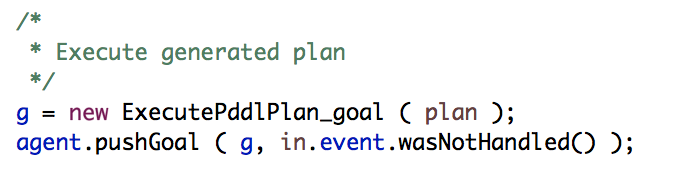 /*
 * Execute generated plan
 */
g = new ExecutePddlPlan_goal ( plan );
agent.pushGoal ( g, in.event.wasNotHandled() );